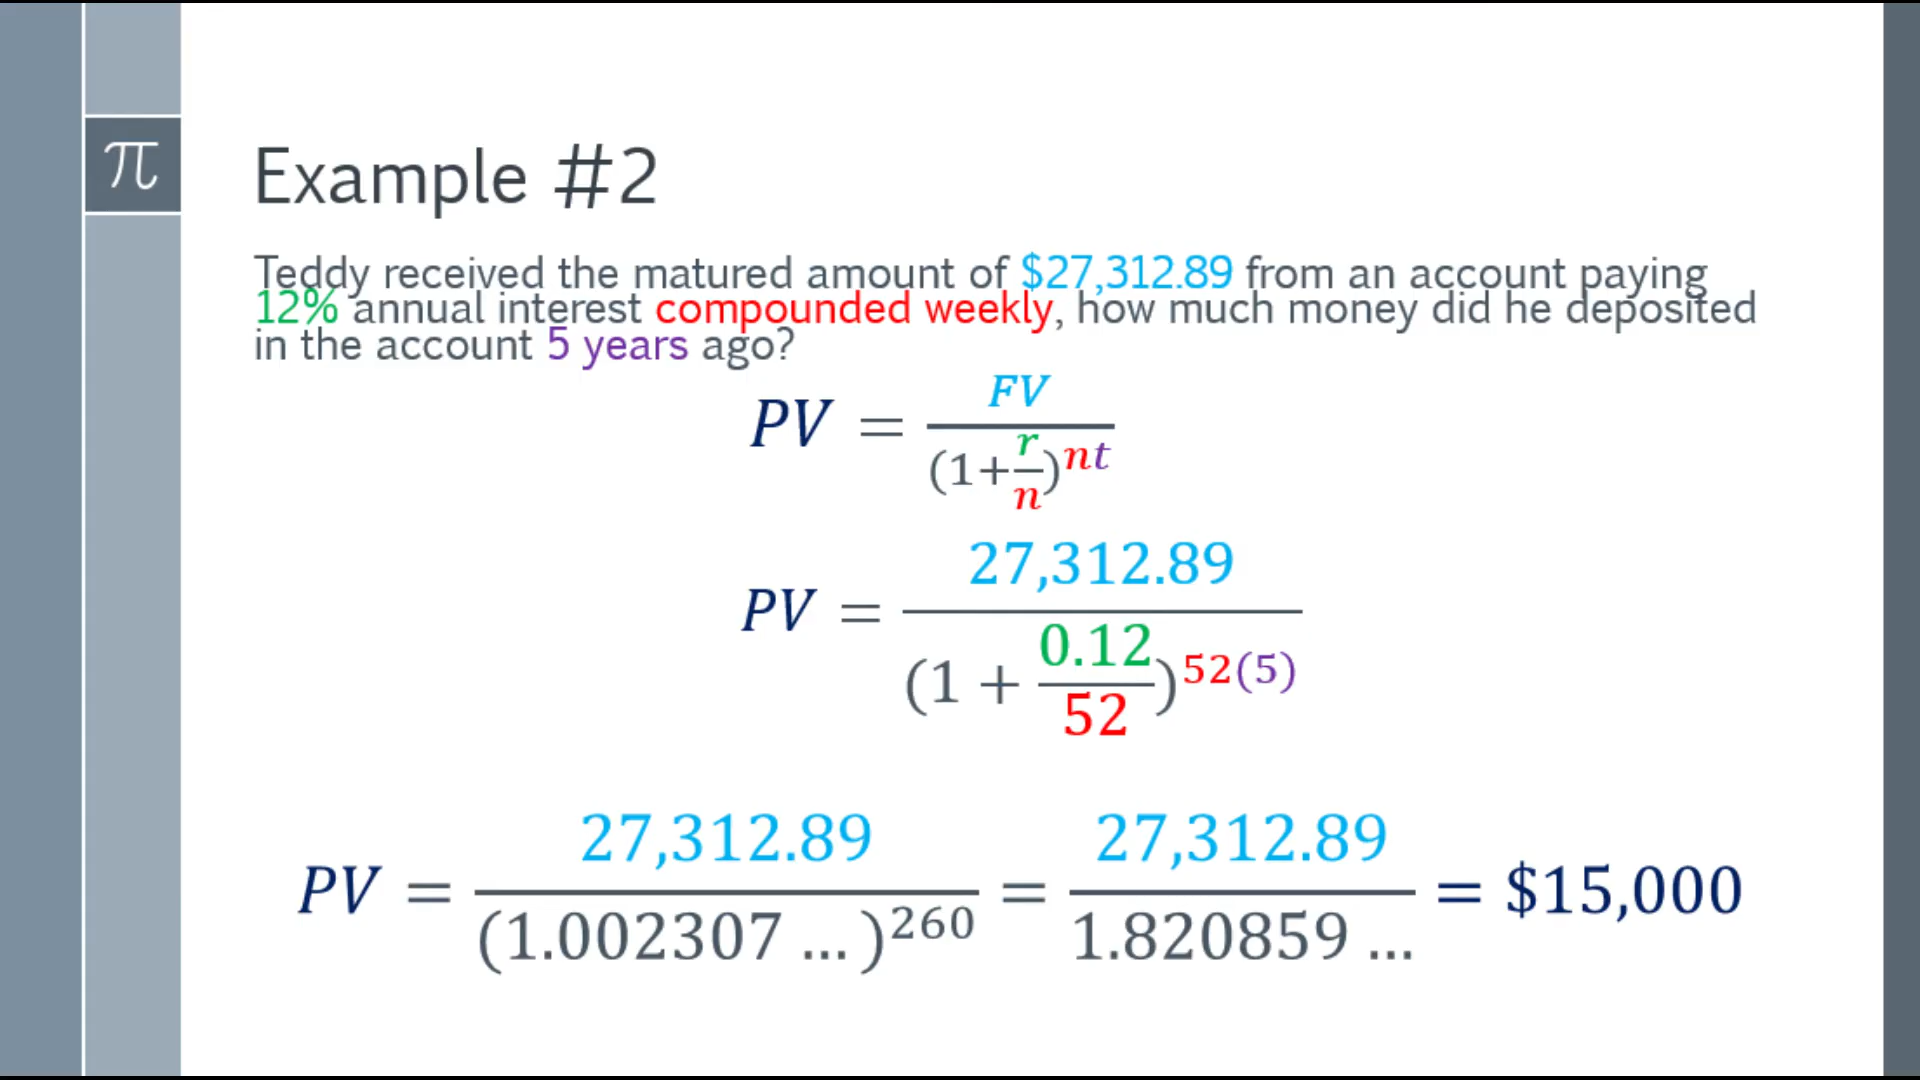 π
Example #2
Teddy received the matured amount of $27,312.89 from an account paying
12% annual interest compounded weekly, how much money did he deposited
in the account 5 years ago?
PV = FV / (1+r/n)^nt
PV = 27,312.89 / (1 + 0.12/52)^52(5)
PV = 27,312.89 / (1.002307 ... )^260 = 27,312.89 / 1.820859 ... = $15,000